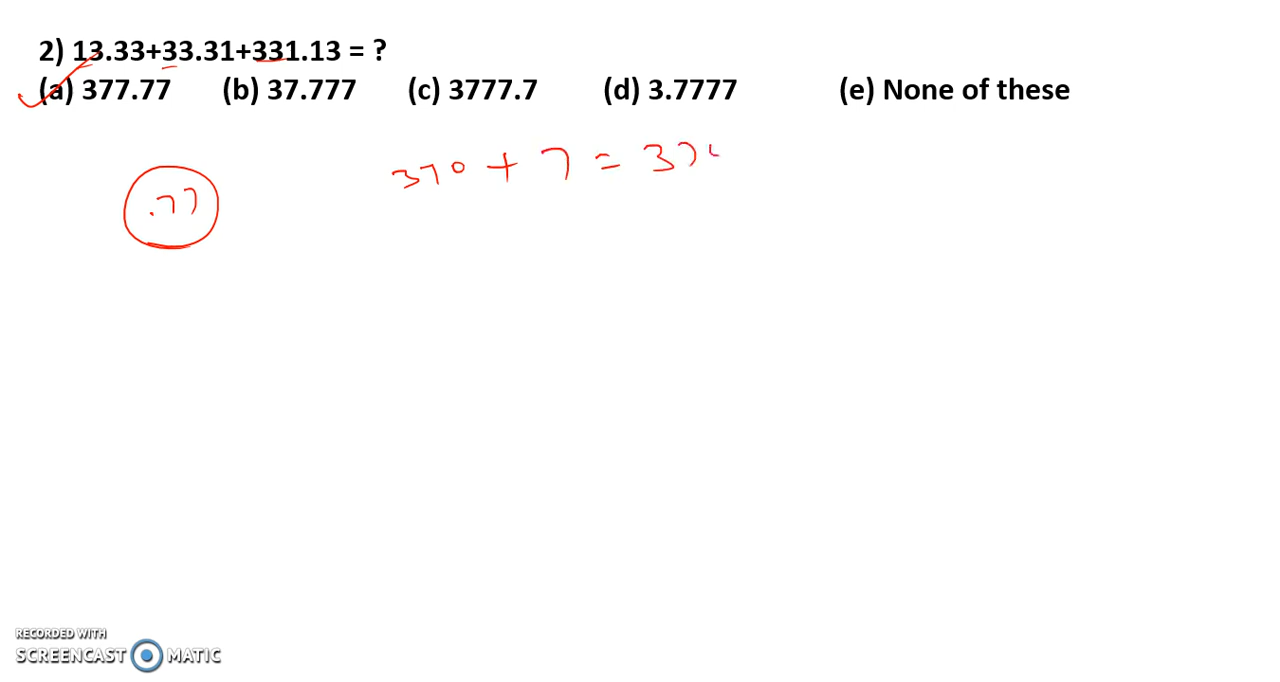 2) 13.33+33.31+331.13 = ?
(a) 377.77 (b) 37.777 (c) 3777.7 (d) 3.7777 (e) None of these
370 + 7 = 37
.77
RECORDED WITH
SCREENCAST MATIC